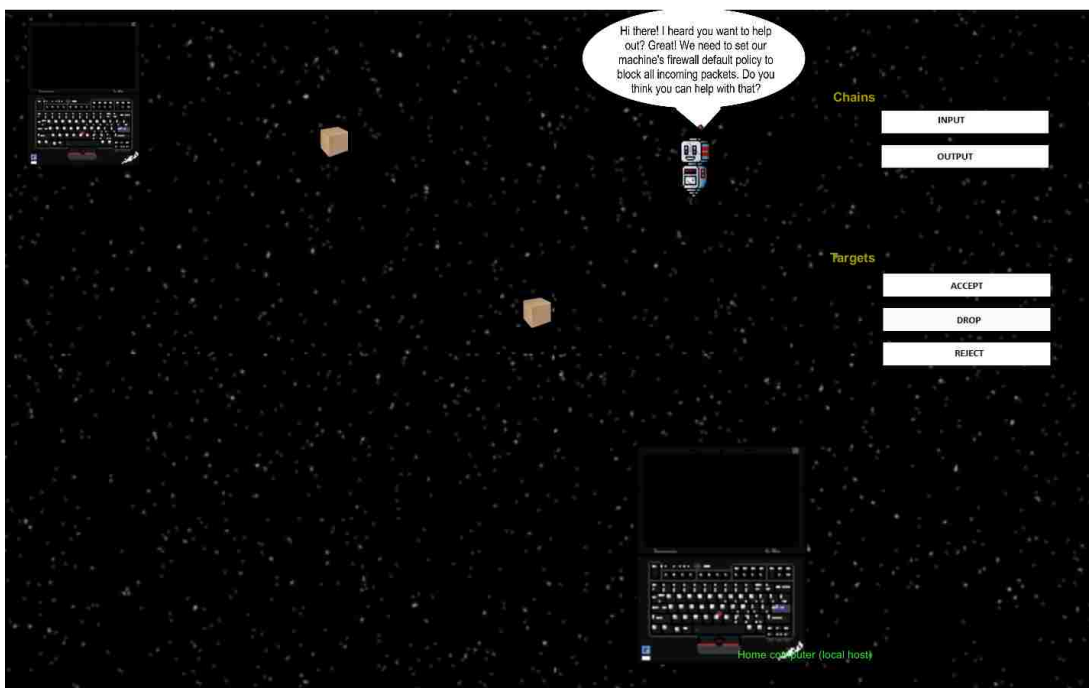 Hi there! I heard you want to help
out? Great! We need to set our
machine's firewall default policy to
block all incoming packets. Do you
think you can help with that?
Chains
INPUT
OUTPUT
Targets
ACCEPT
DROP
REJECT
Home computer (local host)